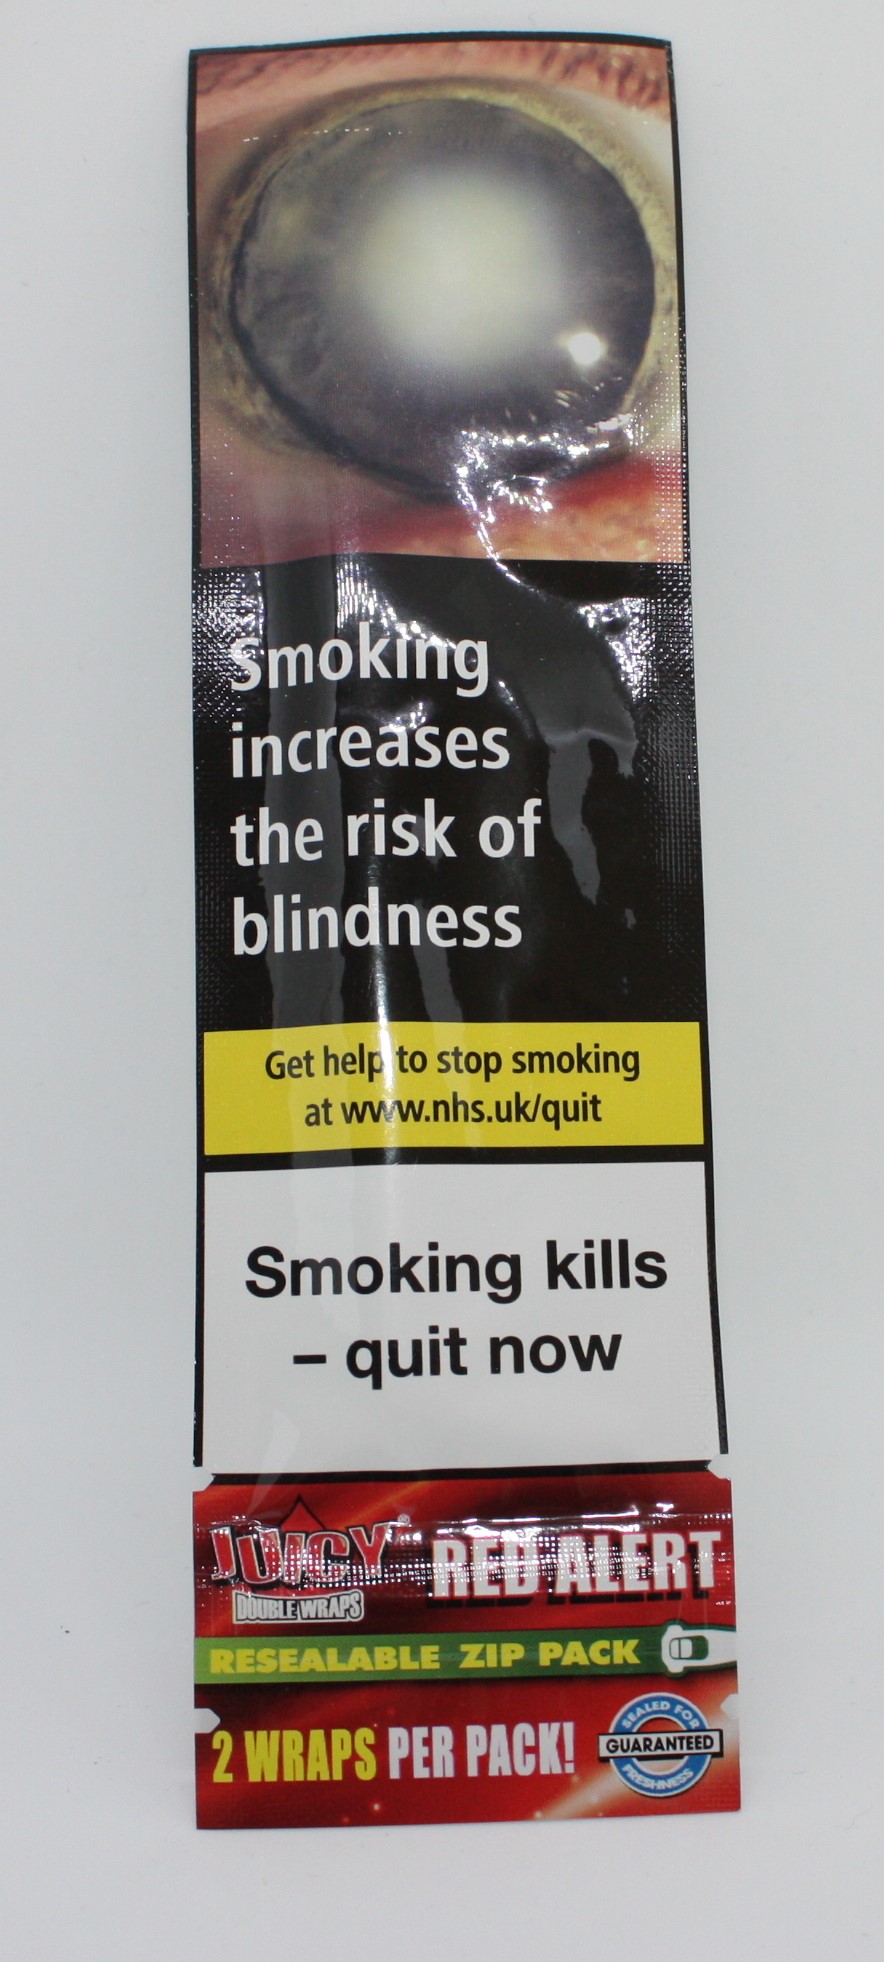 Smoking
increases
the risk of
blindness
Get help to stop smoking
at www.nhs.uk/quit
Smoking kills
– quit now
JUICY® RED ALERT
DOUBLE WRAPS
RESEALABLE ZIP PACK
2 WRAPS PER PACK!
SEALED FOR
GUARANTEED
FRESHNESS